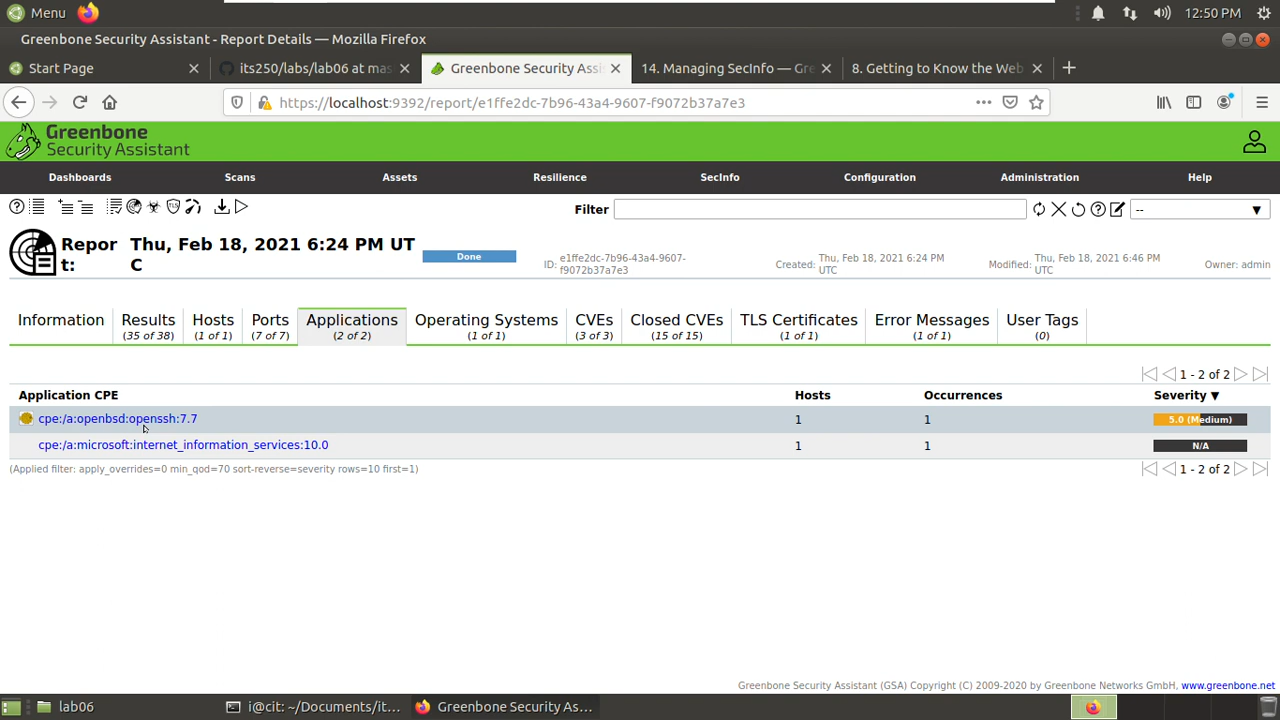 Menu
12:50 PM
Greenbone Security Assistant - Report Details — Mozilla Firefox
Start Page
its250/labs/lab06 at mas
Greenbone Security Assis
14. Managing SecInfo — Gre
8. Getting to Know the Web
https://localhost:9392/report/e1ffe2dc-7b96-43a4-9607-f9072b37a7e3
Greenbone
Security Assistant
Dashboards Scans Assets Resilience SecInfo Configuration Administration Help
Filter
--
Repor
t:
Thu, Feb 18, 2021 6:24 PM UT
C
Done
ID: e1ffe2dc-7b96-43a4-9607-
f9072b37a7e3
Created: Thu, Feb 18, 2021 6:24 PM
UTC
Modified: Thu, Feb 18, 2021 6:46 PM
UTC
Owner: admin
Information
Results
(35 of 38)
Hosts
(1 of 1)
Ports
(7 of 7)
Applications
(2 of 2)
Operating Systems
(1 of 1)
CVEs
(3 of 3)
Closed CVEs
(15 of 15)
TLS Certificates
(1 of 1)
Error Messages
(1 of 1)
User Tags
(0)
1 - 2 of 2
Application CPE Hosts Occurrences Severity ▼
cpe:/a:openbsd:openssh:7.7 1 1 5.0 (Medium)
cpe:/a:microsoft:internet_information_services:10.0 1 1 N/A
(Applied filter: apply_overrides=0 min_qod=70 sort-reverse=severity rows=10 first=1)
1 - 2 of 2
Greenbone Security Assistant (GSA) Copyright (C) 2009-2020 by Greenbone Networks GmbH, www.greenbone.net
lab06
i@cit: ~/Documents/it...
Greenbone Security As...